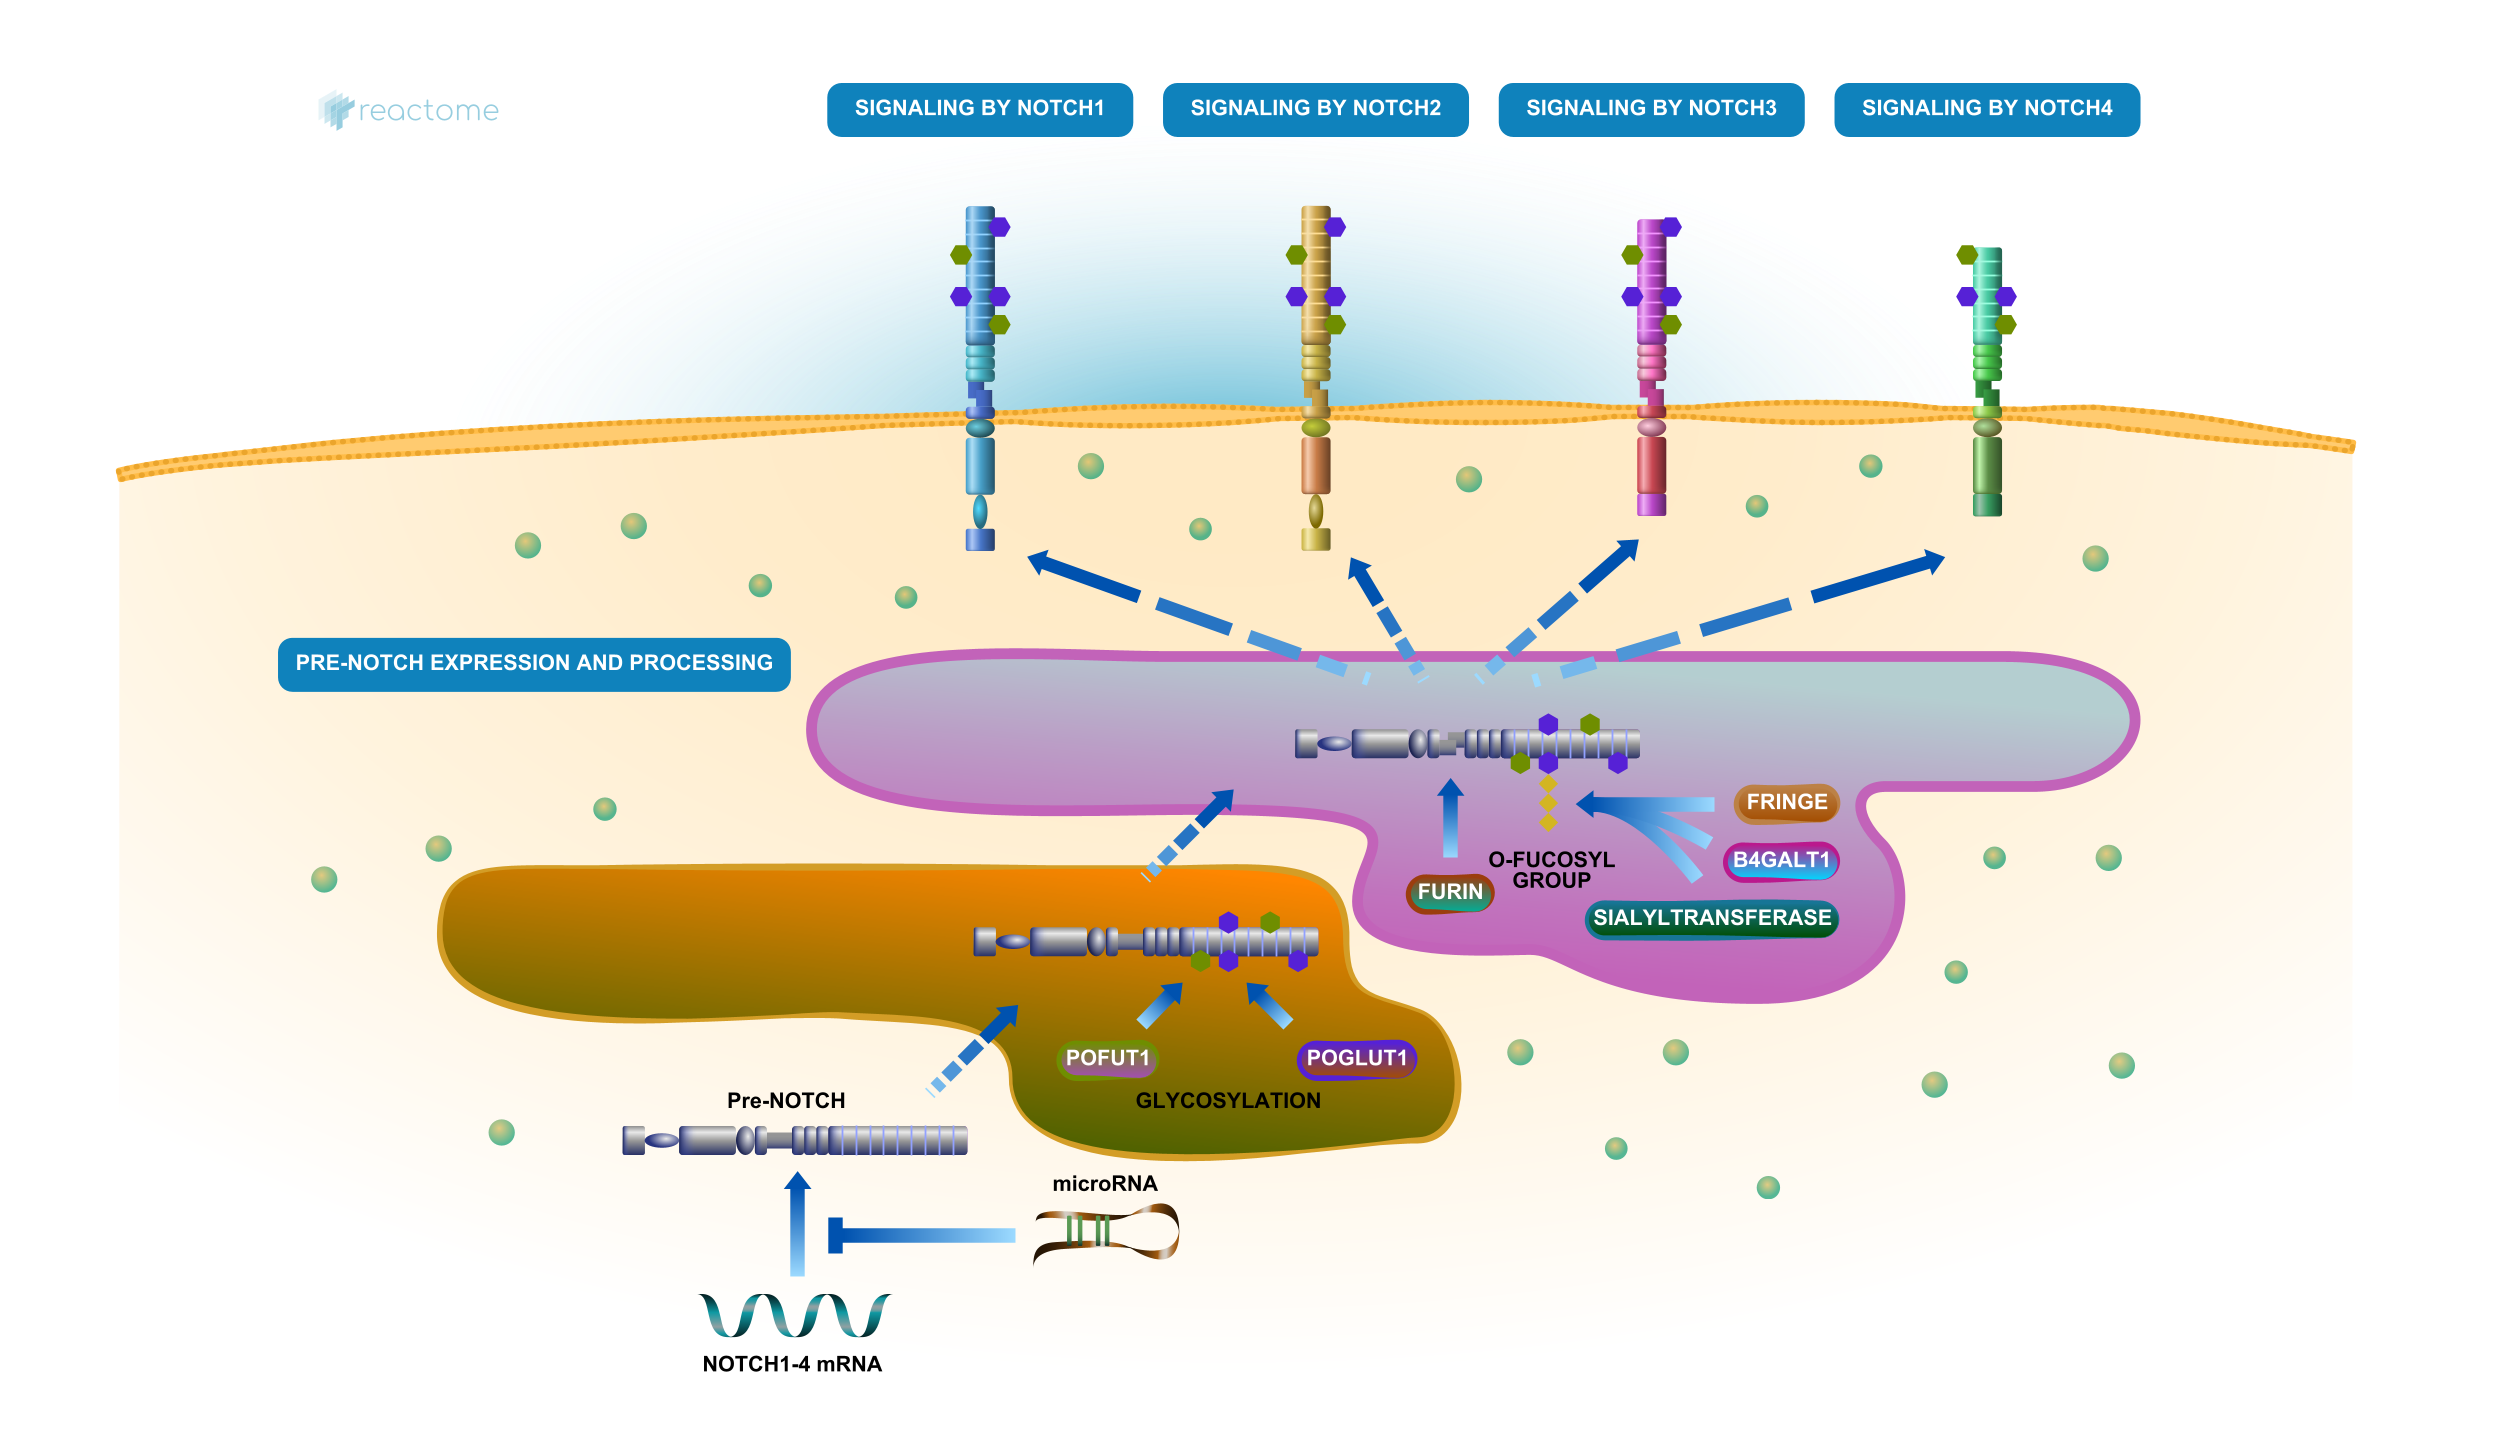 reactome
SIGNALING BY NOTCH1
SIGNALING BY NOTCH2
SIGNALING BY NOTCH3
SIGNALING BY NOTCH4
PRE-NOTCH EXPRESSION AND PROCESSING
FRINGE
B4GALT1
O-FUCOSYL
GROUP
FURIN
SIALYLTRANSFERASE
POFUT1
POGLUT1
GLYCOSYLATION
Pre-NOTCH
microRNA
NOTCH1-4 mRNA